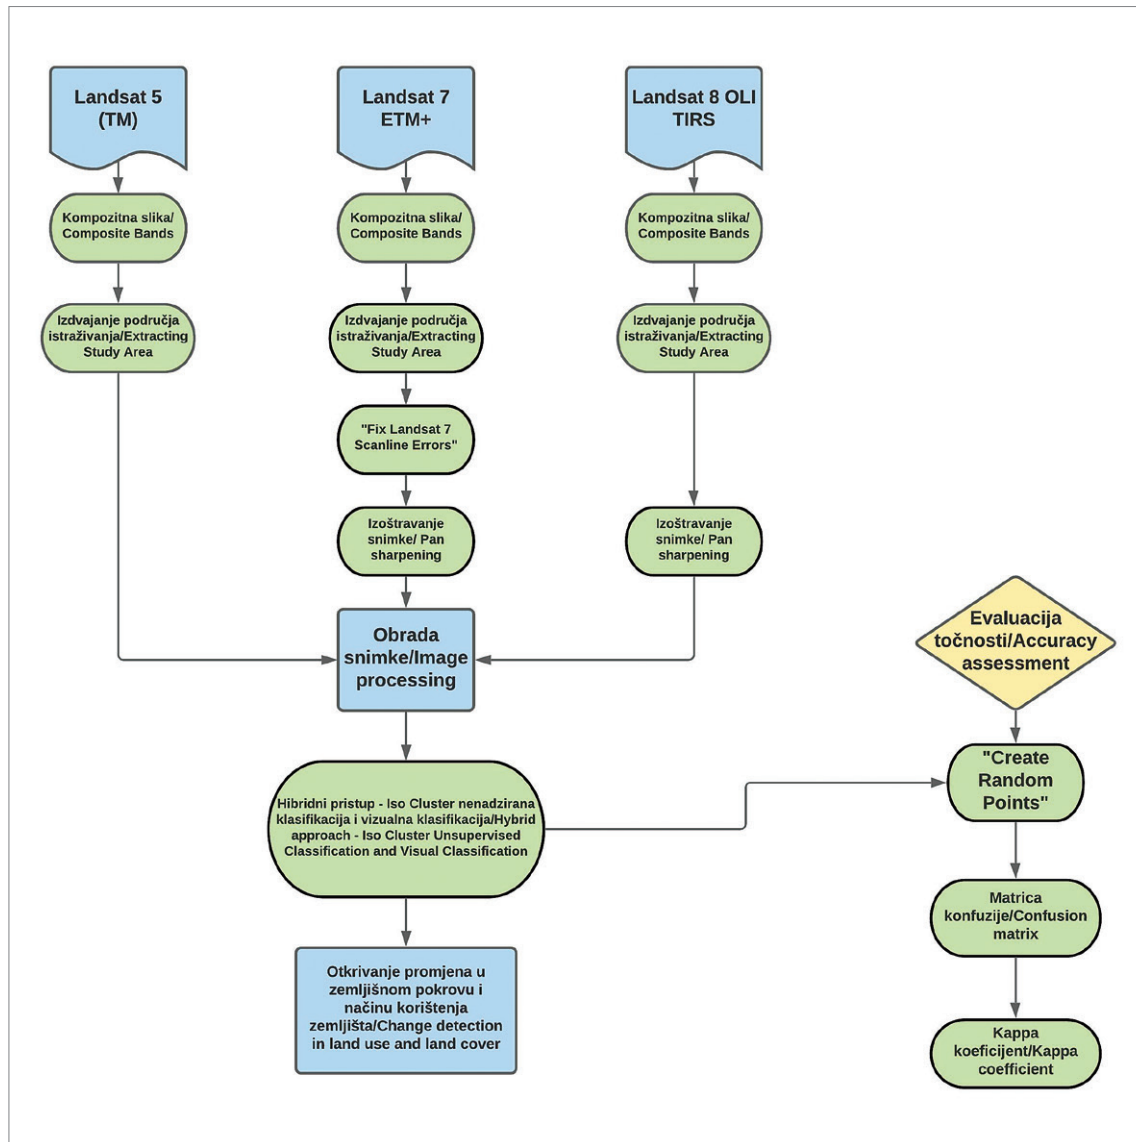 Landsat 5
(TM)
Landsat 7
ETM+
Landsat 8 OLI
TIRS
Kompozitna slika/
Composite Bands
Kompozitna slika/
Composite Bands
Kompozitna slika/
Composite Bands
Izdvajanje područja
istraživanja/Extracting
Study Area
Izdvajanje područja
istraživanja/Extracting
Study Area
Izdvajanje područja
istraživanja/Extracting
Study Area
"Fix Landsat 7
Scanline Errors"
Izoštravanje
snimke/ Pan
sharpening
Izoštravanje
snimke/ Pan
sharpening
Obrada
snimke/Image
processing
Evaluacija
točnosti/Accuracy
assessment
"Create
Random
Points"
Hibridni pristup - Iso Cluster nenadzirana
klasifikacija i vizualna klasifikacija/Hybrid
approach - Iso Cluster Unsupervised
Classification and Visual Classification
Matrica
konfuzije/Confusion
matrix
Otkrivanje promjena u
zemljišnom pokrovu i
načinu korištenja
zemljišta/Change detection
in land use and land cover
Kappa
koeficijent/Kappa
coefficient